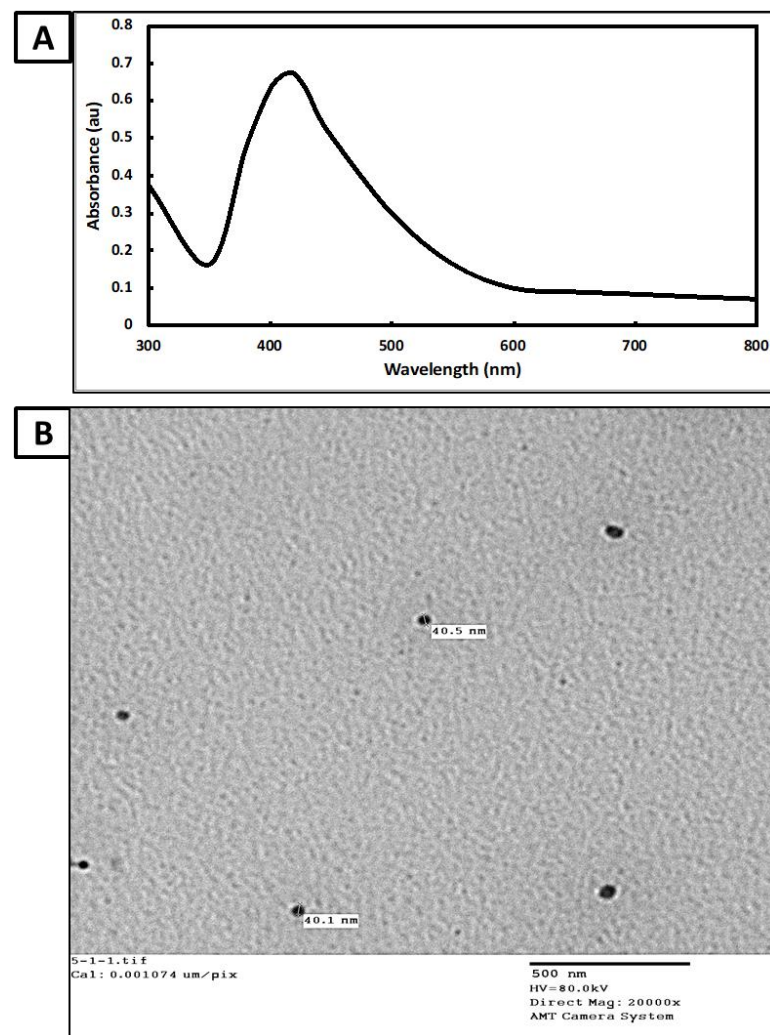 A
0.8
0.7
0.6
0.5
0.4
0.3
0.2
0.1
0
Absorbance (au)
300 400 500 600 700 800
Wavelength (nm)
B
40.5 nm
40.1 nm
5-1-1.tif
Cal: 0.001074 um/pix
500 nm
HV=80.0kV
Direct Mag: 20000x
AMT Camera System